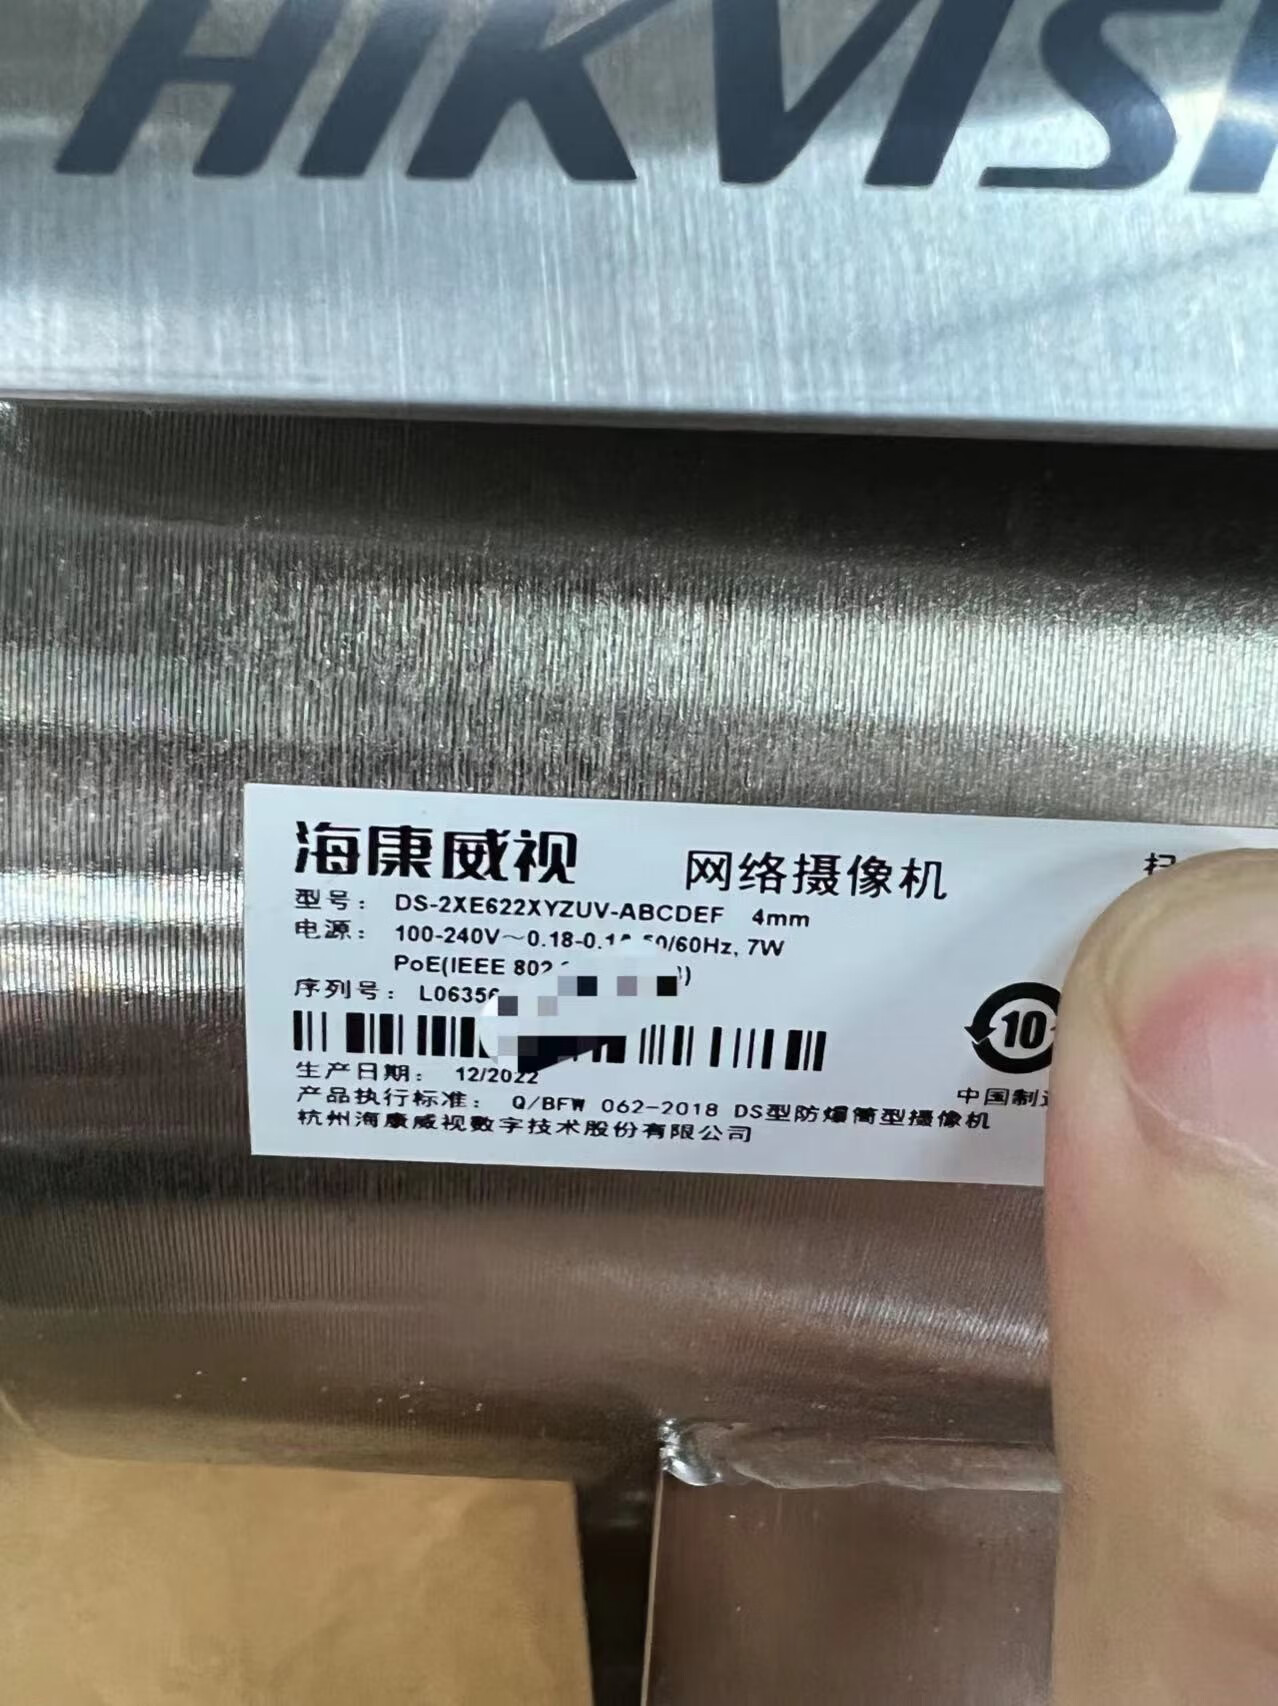 HIKVIS
海康威视 网络摄像机
型号： DS-2XE622XYZUV-ABCDEF 4mm
电源： 100-240V～0.18-0.1 50/60Hz, 7W
PoE(IEEE 802
序列号： L06356
生产日期： 12/2022
10
中国制造
产品执行标准： Q/BFW 062-2018 DS型防爆筒型摄像机
杭州海康威视数字技术股份有限公司